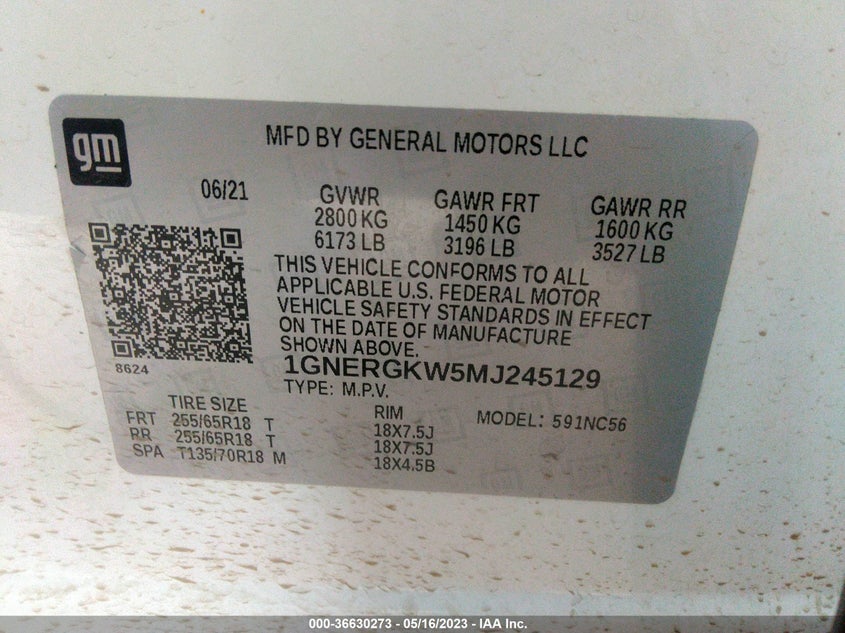 gm
MFD BY GENERAL MOTORS LLC
06/21 GVWR GAWR FRT GAWR RR
2800 KG 1450 KG 1600 KG
6173 LB 3196 LB 3527 LB
THIS VEHICLE CONFORMS TO ALL
APPLICABLE U.S. FEDERAL MOTOR
VEHICLE SAFETY STANDARDS IN EFFECT
ON THE DATE OF MANUFACTURE
SHOWN ABOVE.
8624 1GNERGKW5MJ245129
TYPE: M.P.V.
TIRE SIZE RIM MODEL: 591NC56
FRT 255/65R18 T 18X7.5J
RR 255/65R18 T 18X7.5J
SPA T135/70R18 M 18X4.5B
000-36630273 - 05/16/2023 - IAA Inc.